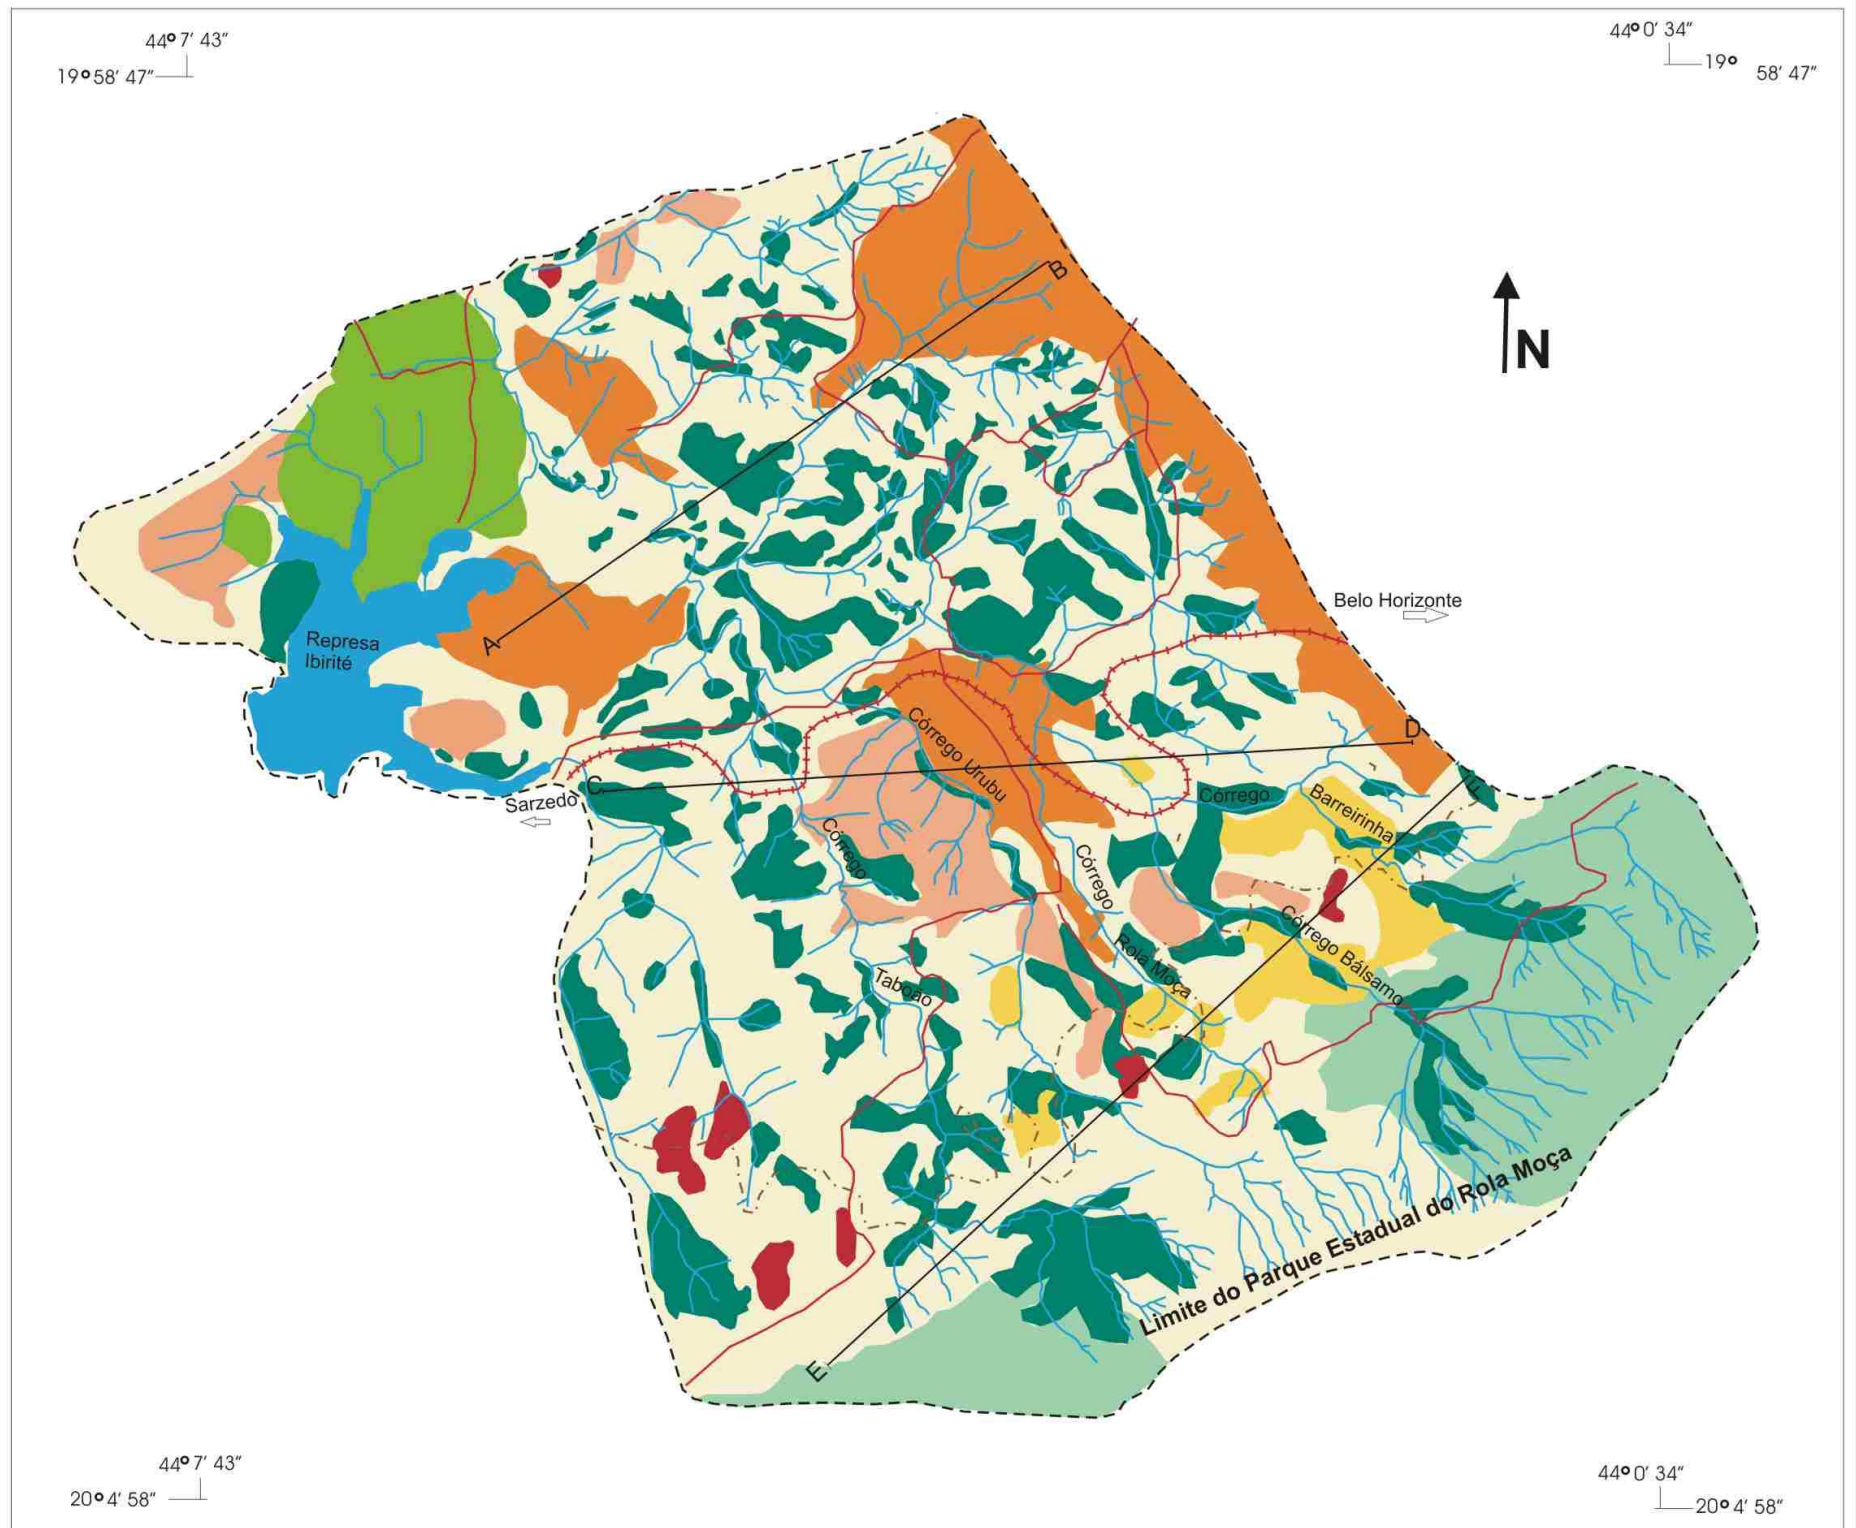 44° 7' 43"
19° 58' 47"
44° 0' 34"
19° 58' 47"
N
B
Belo Horizonte
A
Represa
Ibirité
D
C
Sarzedo
Córrego Urubu
Córrego
Barreirinha
F
Córrego
Taboão
Córrego
Rola Moça
Córrego Bálsamo
E
Limite do Parque Estadual do Rola Moça
44° 7' 43"
20° 4' 58"
44° 0' 34"
20° 4' 58"